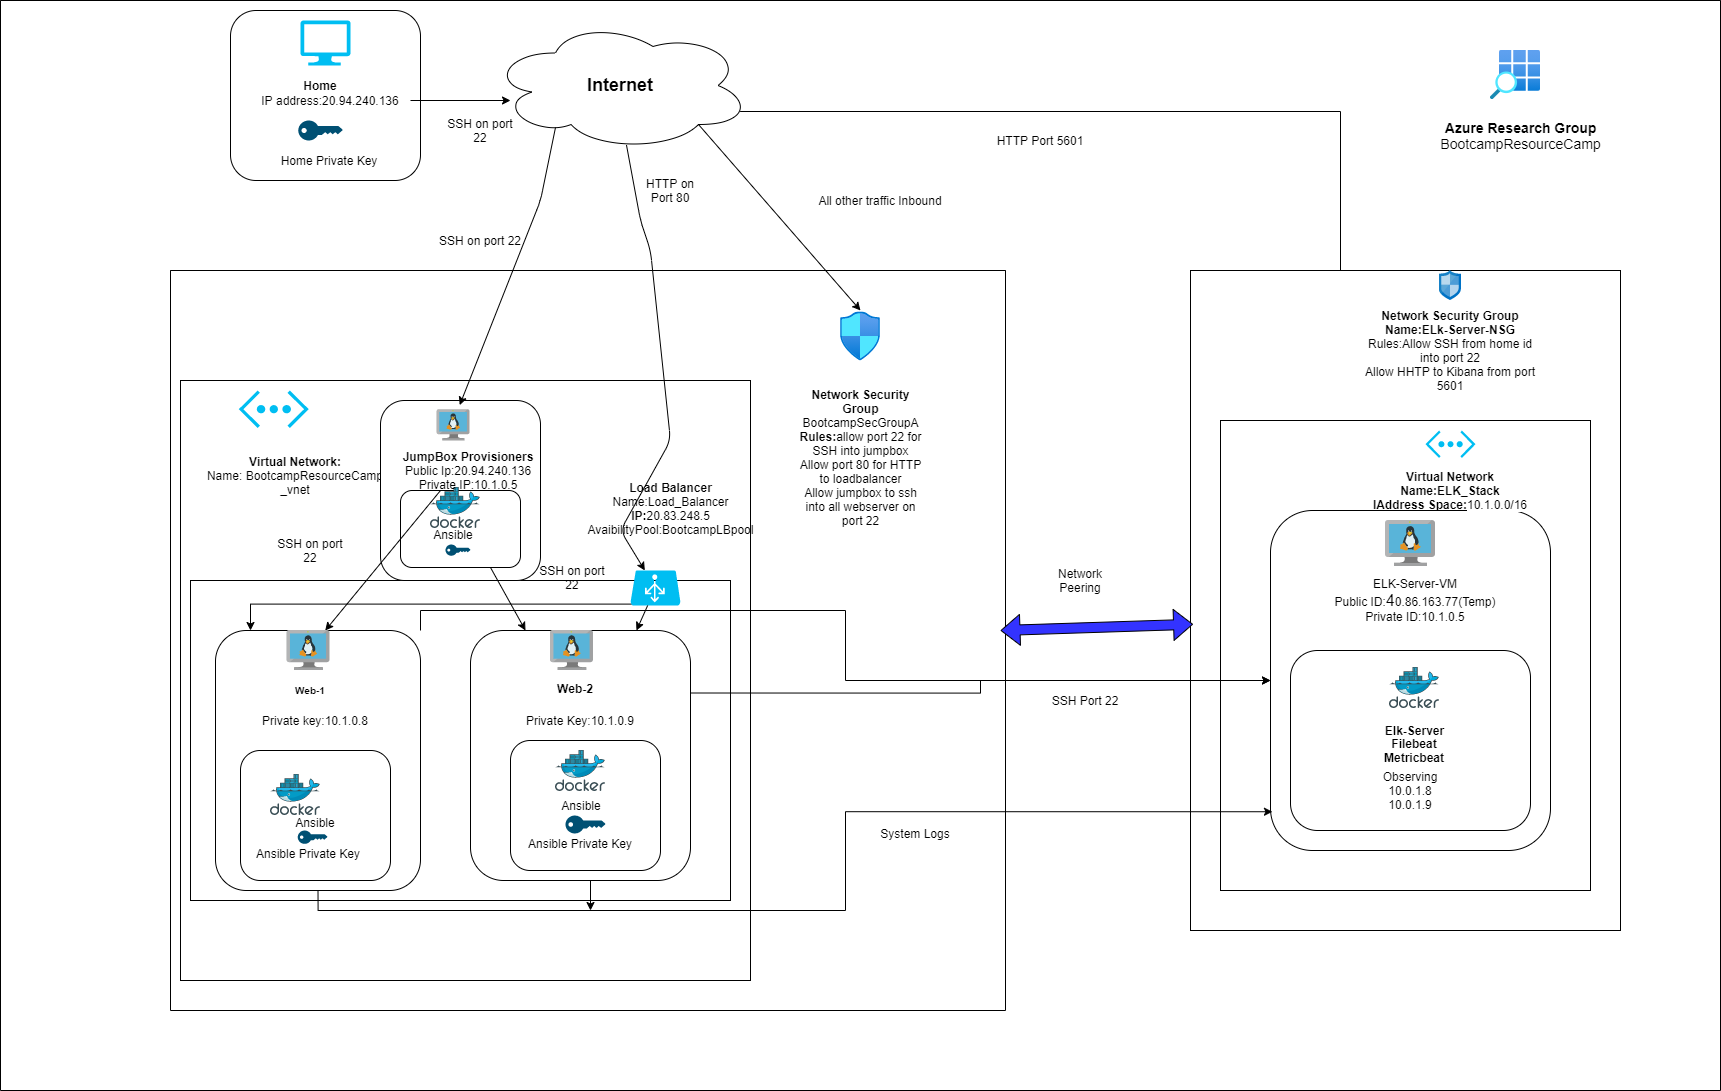 Home
IP address:20.94.240.136
Home Private Key
SSH on port
22
Internet
HTTP Port 5601
Azure Research Group
BootcampResourceCamp
HTTP on
Port 80
All other traffic Inbound
SSH on port 22
Network Security Group
Name:ELk-Server-NSG
Rules:Allow SSH from home id
into port 22
Allow HHTP to Kibana from port
5601
Network Security
Group
BootcampSecGroupA
Rules:allow port 22 for
SSH into jumpbox
Allow port 80 for HTTP
to loadbalancer
Allow jumpbox to ssh
into all webserver on
port 22
Virtual Network:
Name: BootcampResourceCamp
_vnet
JumpBox Provisioners
Public Ip:20.94.240.136
Private IP:10.1.0.5
docker
Ansible
Load Balancer
Name:Load_Balancer
IP:20.83.248.5
AvaibilityPool:BootcampLBpool
SSH on port
22
SSH on port
22
Virtual Network
Name:ELK_Stack
IAddress Space:10.1.0.0/16
ELK-Server-VM
Public ID:40.86.163.77(Temp)
Private ID:10.1.0.5
Network
Peering
Web-1
Private key:10.1.0.8
docker
Ansible
Ansible Private Key
Web-2
Private Key:10.1.0.9
docker
Ansible
Ansible Private Key
SSH Port 22
System Logs
docker
Elk-Server
Filebeat
Metricbeat
Observing
10.0.1.8
10.0.1.9